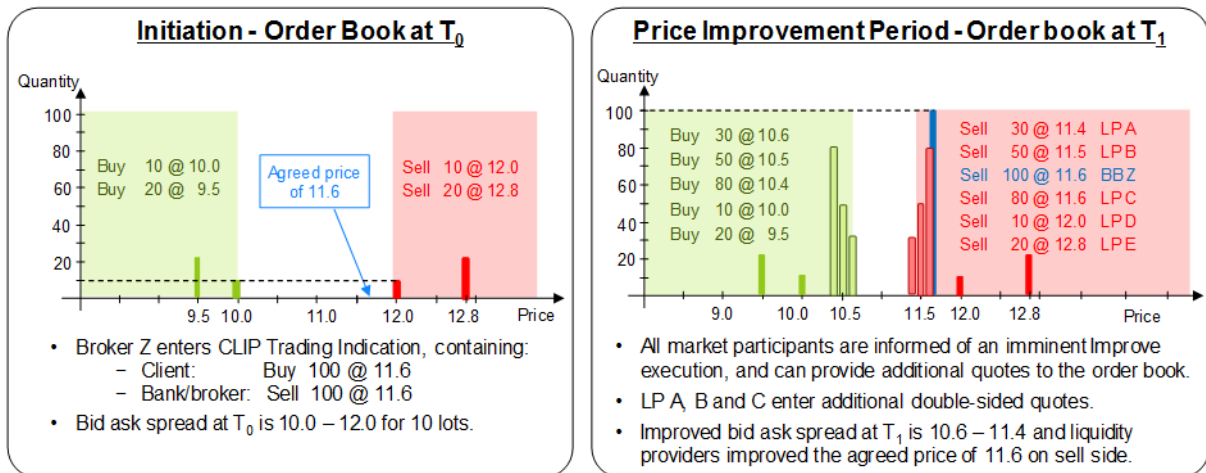 Initiation - Order Book at T0
Quantity
100
80
60
40
20
Buy 10 @ 10.0
Buy 20 @ 9.5
Agreed price
of 11.6
Sell 10 @ 12.0
Sell 20 @ 12.8
9.5 10.0 11.0 12.0 12.8 Price
• Broker Z enters CLIP Trading Indication, containing:
– Client: Buy 100 @ 11.6
– Bank/broker: Sell 100 @ 11.6
• Bid ask spread at T0 is 10.0 – 12.0 for 10 lots.
Price Improvement Period - Order book at T1
Quantity
100
80
60
40
20
Buy 30 @ 10.6
Buy 50 @ 10.5
Buy 80 @ 10.4
Buy 10 @ 10.0
Buy 20 @ 9.5
Sell 30 @ 11.4 LPA
Sell 50 @ 11.5 LPB
Sell 100 @ 11.6 BBZ
Sell 80 @ 11.6 LPC
Sell 10 @ 12.0 LPD
Sell 20 @ 12.8 LPE
9.0 10.0 10.5 11.5 12.0 12.8 Price
• All market participants are informed of an imminent Improve
execution, and can provide additional quotes to the order book.
• LP A, B and C enter additional double-sided quotes.
• Improved bid ask spread at T1 is 10.6 – 11.4 and liquidity
providers improved the agreed price of 11.6 on sell side.